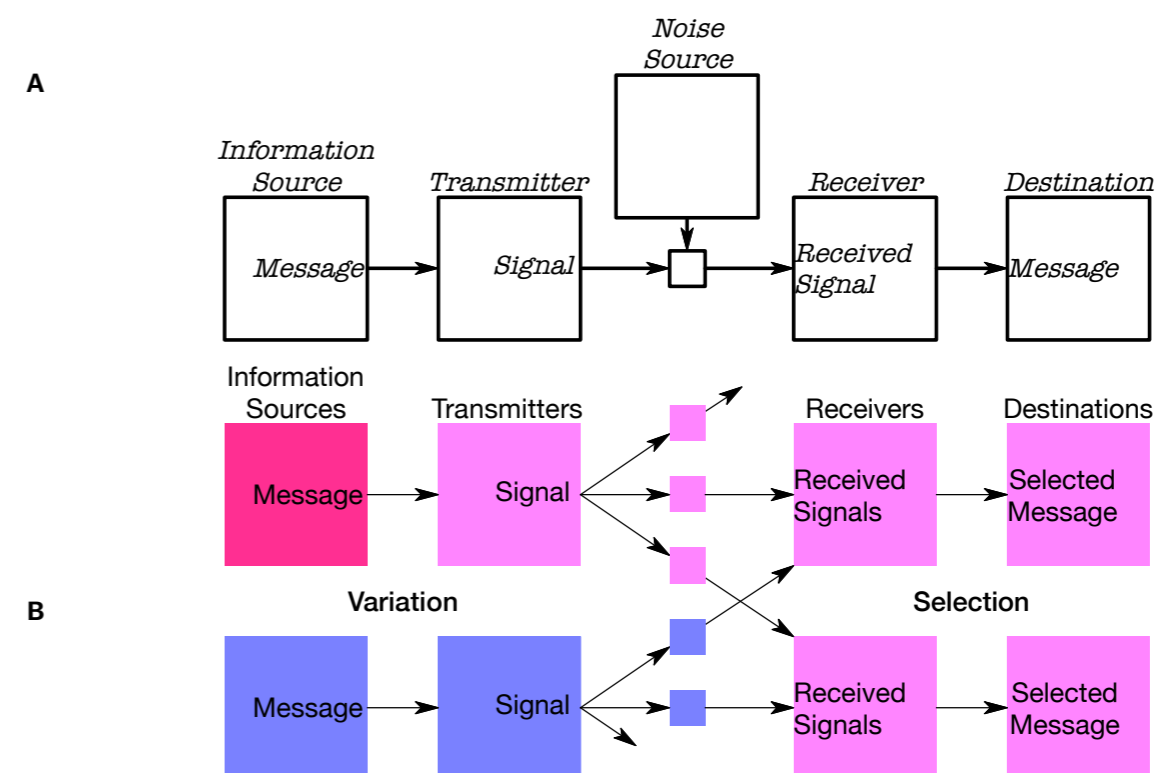 A
Noise
Source
Information
Source
Transmitter
Receiver
Destination
Message
Signal
Received
Signal
Message
Information
Sources
Transmitters
Receivers
Destinations
Message
Signal
Received
Signals
Selected
Message
B
Variation
Selection
Message
Signal
Received
Signals
Selected
Message